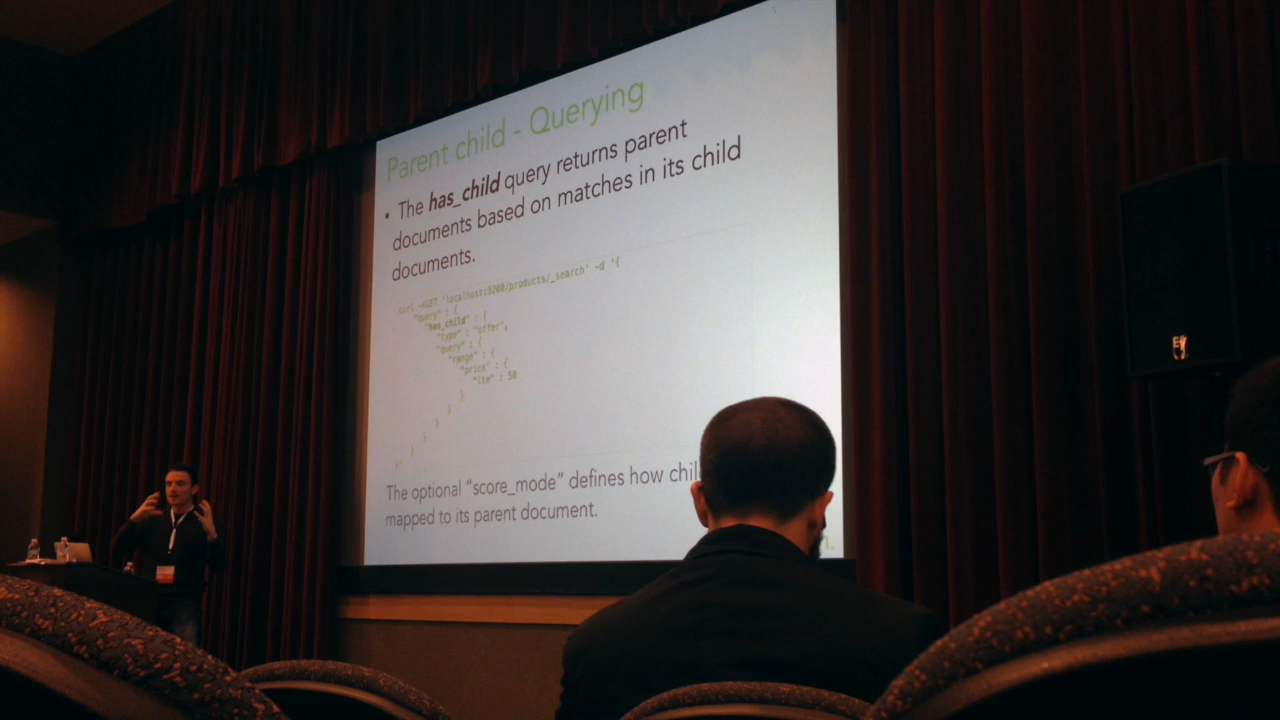 Parent child - Querying
• The has_child query returns parent
documents based on matches in its child
documents.
curl -XGET 'localhost:9200/products/_search' -d '{
"query" : {
"has_child" : {
"type" : "offer",
"query" : {
"range" : {
"price" : {
"lte" : 50
}
}
}
}
}
}'
The optional "score_mode" defines how chil
mapped to its parent document.
EV